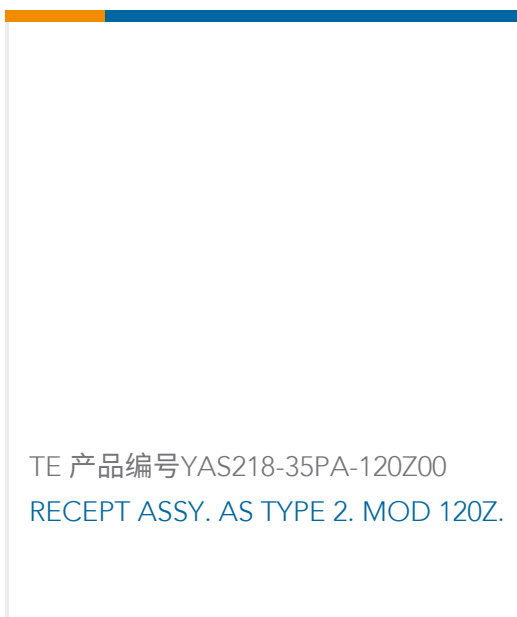 TE 产品编号YAS218-35PA-120Z00
RECEPT ASSY. AS TYPE 2. MOD 120Z.